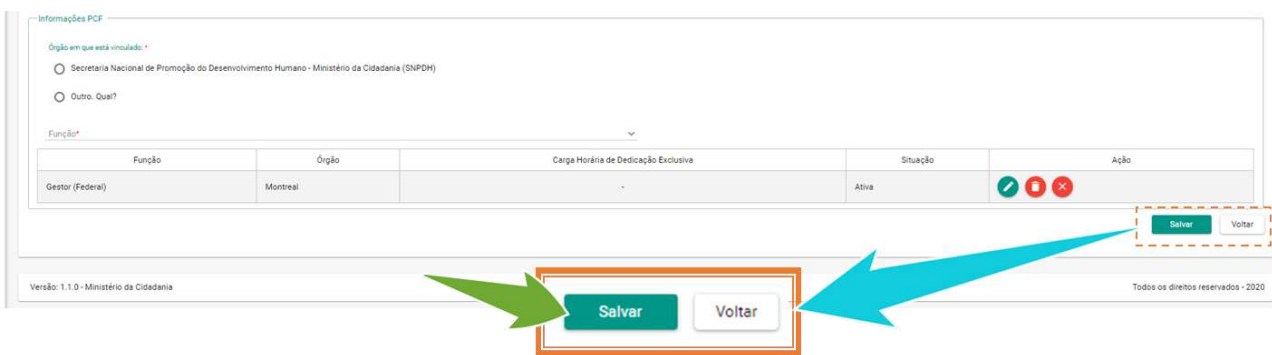 Informações PCF
Órgão em que está vinculado: *
Secretaria Nacional de Promoção do Desenvolvimento Humano - Ministério da Cidadania (SNPDH)
Outro. Qual?
Função*
Função Órgão Carga Horária de Dedicação Exclusiva Situação Ação
Gestor (Federal) Montreal - Ativa
Salvar Voltar
Versão: 1.1.0 - Ministério da Cidadania Todos os direitos reservados - 2020
Salvar Voltar